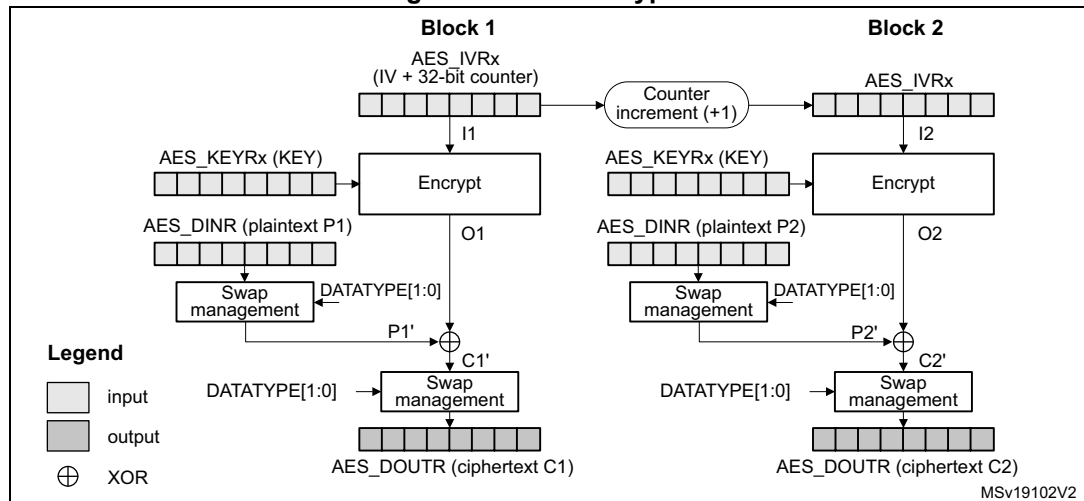 Block 1
Block 2
AES_IVRx
(IV + 32-bit counter)
Counter
increment (+1)
AES_IVRx
I1
I2
AES_KEYRx (KEY)
Encrypt
AES_KEYRx (KEY)
Encrypt
AES_DINR (plaintext P1)
O1
AES_DINR (plaintext P2)
O2
Swap
management
DATATYPE[1:0]
Swap
management
DATATYPE[1:0]
P1'
P2'
Legend
C1'
C2'
input
DATATYPE[1:0]
Swap
management
DATATYPE[1:0]
Swap
management
output
XOR
AES_DOUTR (ciphertext C1)
AES_DOUTR (ciphertext C2)
MSv19102V2